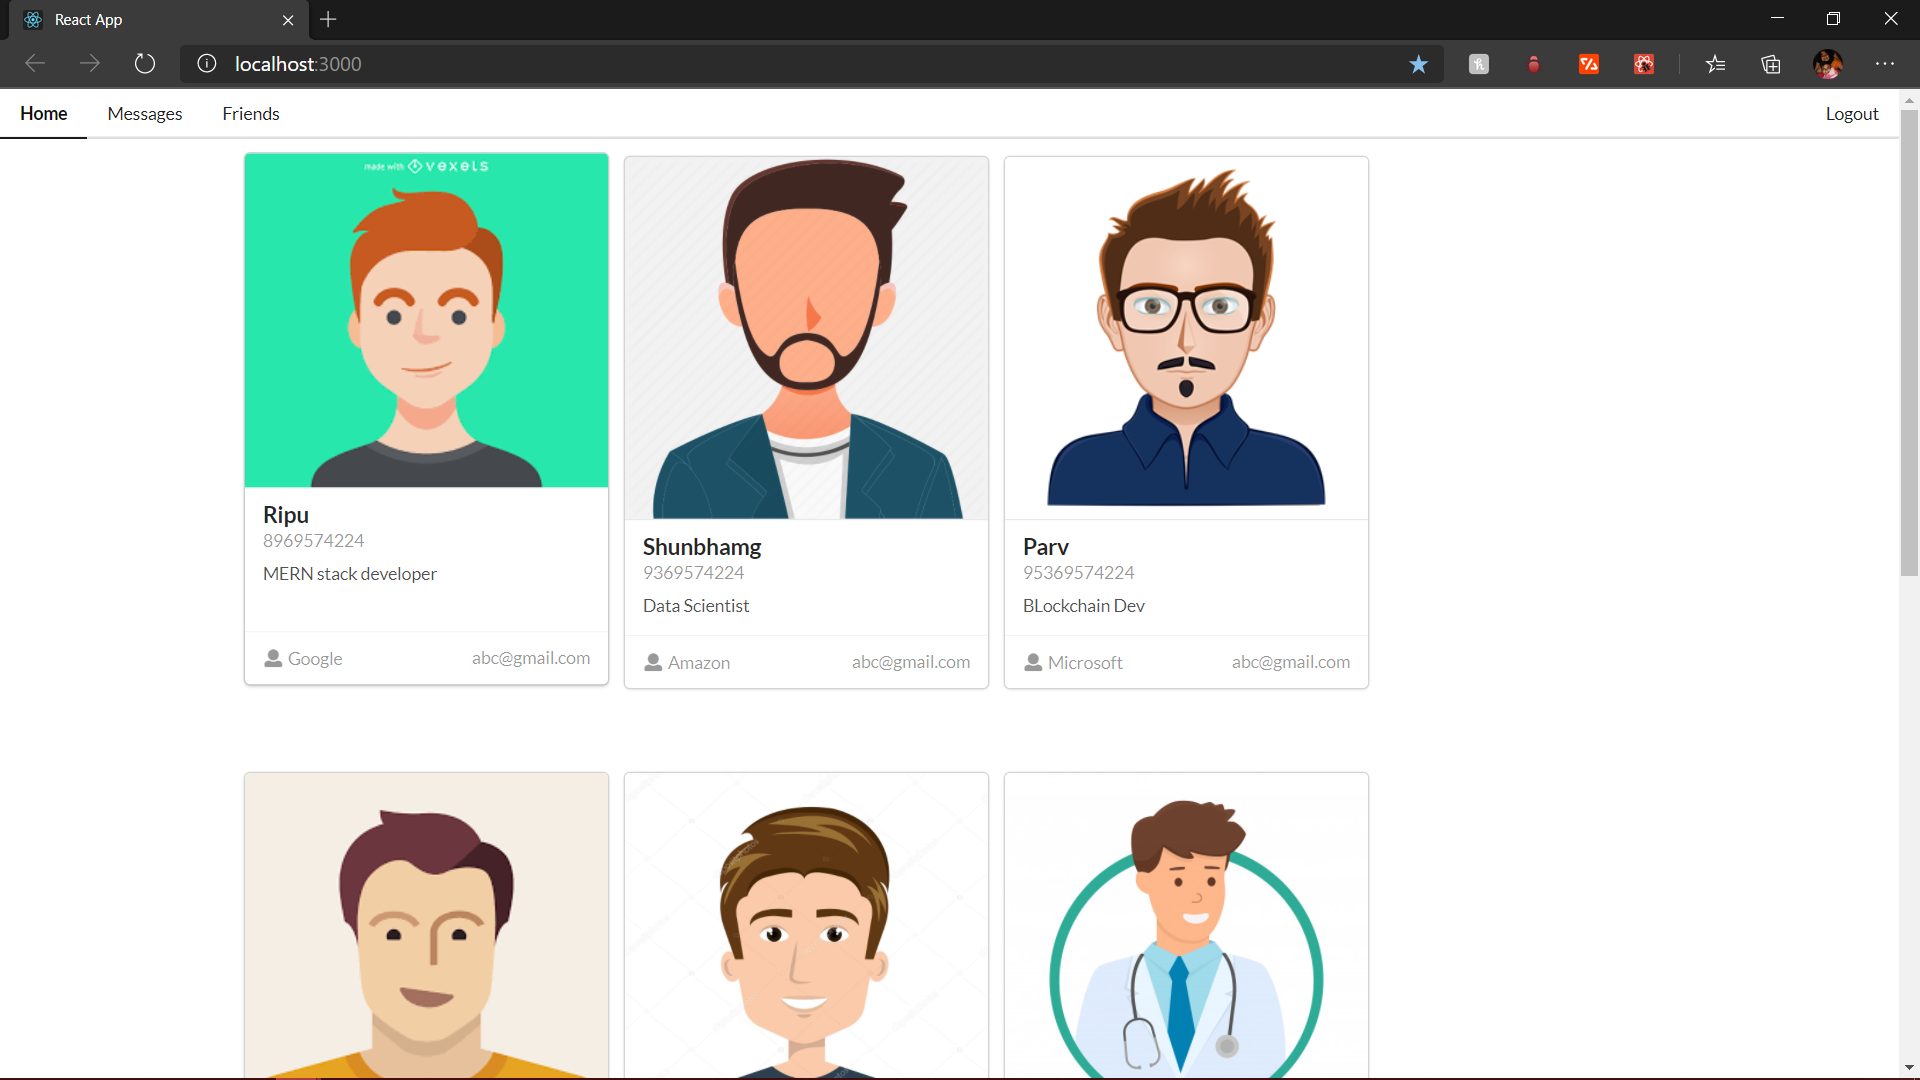 React App
localhost:3000
Home Messages Friends Logout
made with vexels
Ripu
8969574224
MERN stack developer
Google abc@gmail.com
Shunbhamg
9369574224
Data Scientist
Amazon abc@gmail.com
Parv
95369574224
BLockchain Dev
Microsoft abc@gmail.com